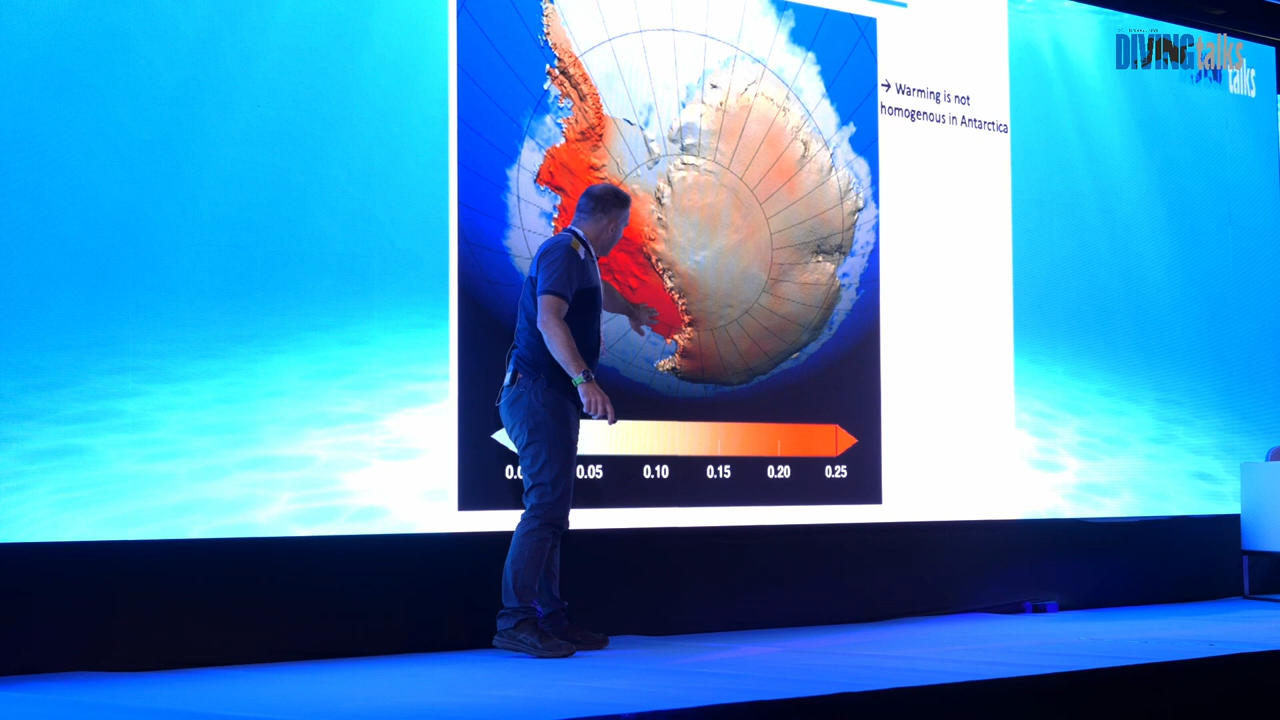 DIVINGtalks
talks
→ Warming is not
homogenous in Antarctica
0.05 0.10 0.15 0.20 0.25